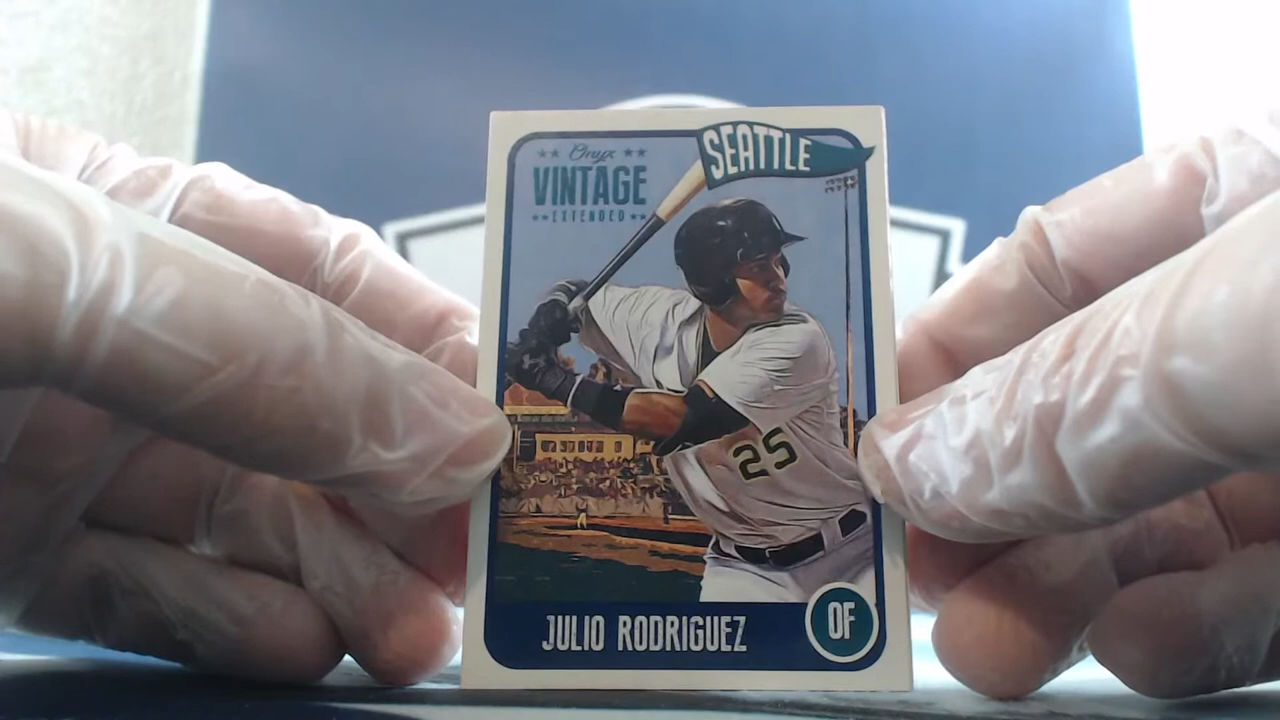 Onyx
VINTAGE
EXTENDED
SEATTLE
25
JULIO RODRIGUEZ
OF